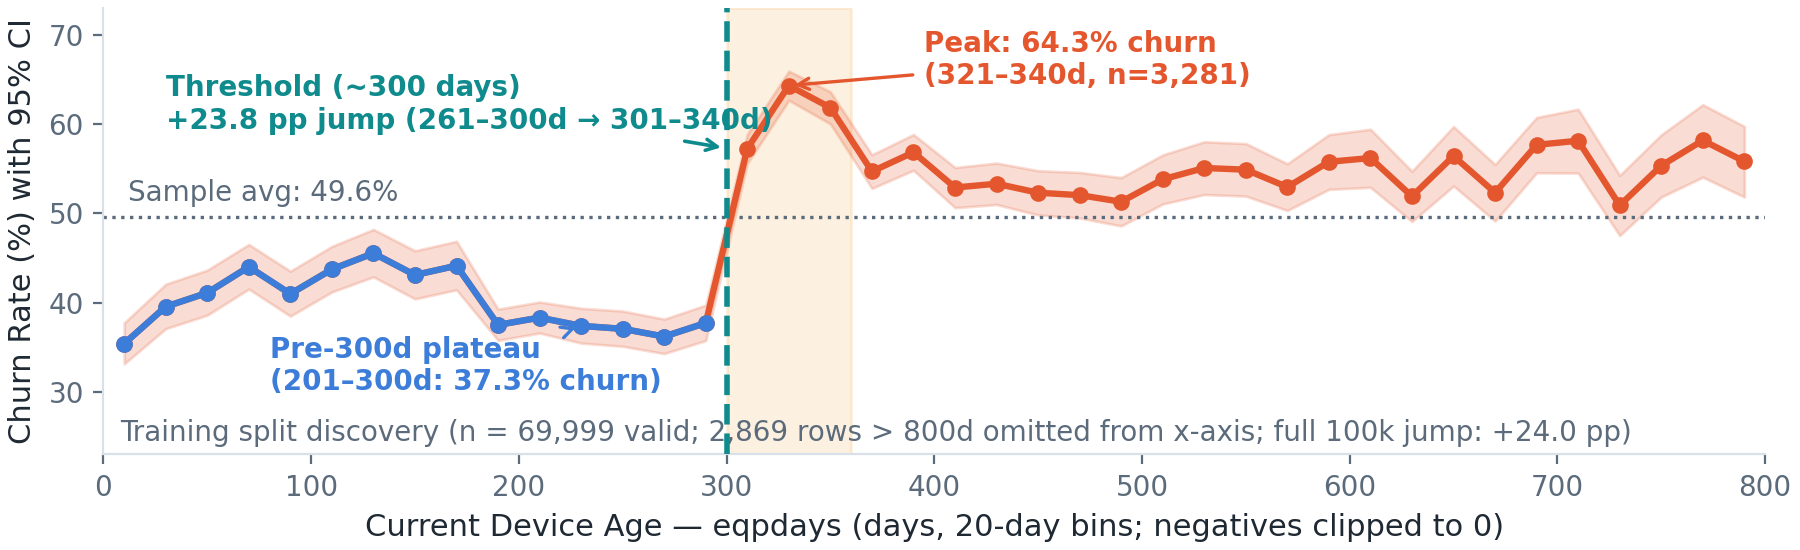 Churn Rate (%) with 95% CI
70
60
50
40
30
Threshold (~300 days)
+23.8 pp jump (261–300d → 301–340d)
Peak: 64.3% churn
(321–340d, n=3,281)
Sample avg: 49.6%
Pre-300d plateau
(201–300d: 37.3% churn)
Training split discovery (n = 69,999 valid; 2,869 rows > 800d omitted from x-axis; full 100k jump: +24.0 pp)
0 100 200 300 400 500 600 700 800
Current Device Age — eqpdays (days, 20-day bins; negatives clipped to 0)